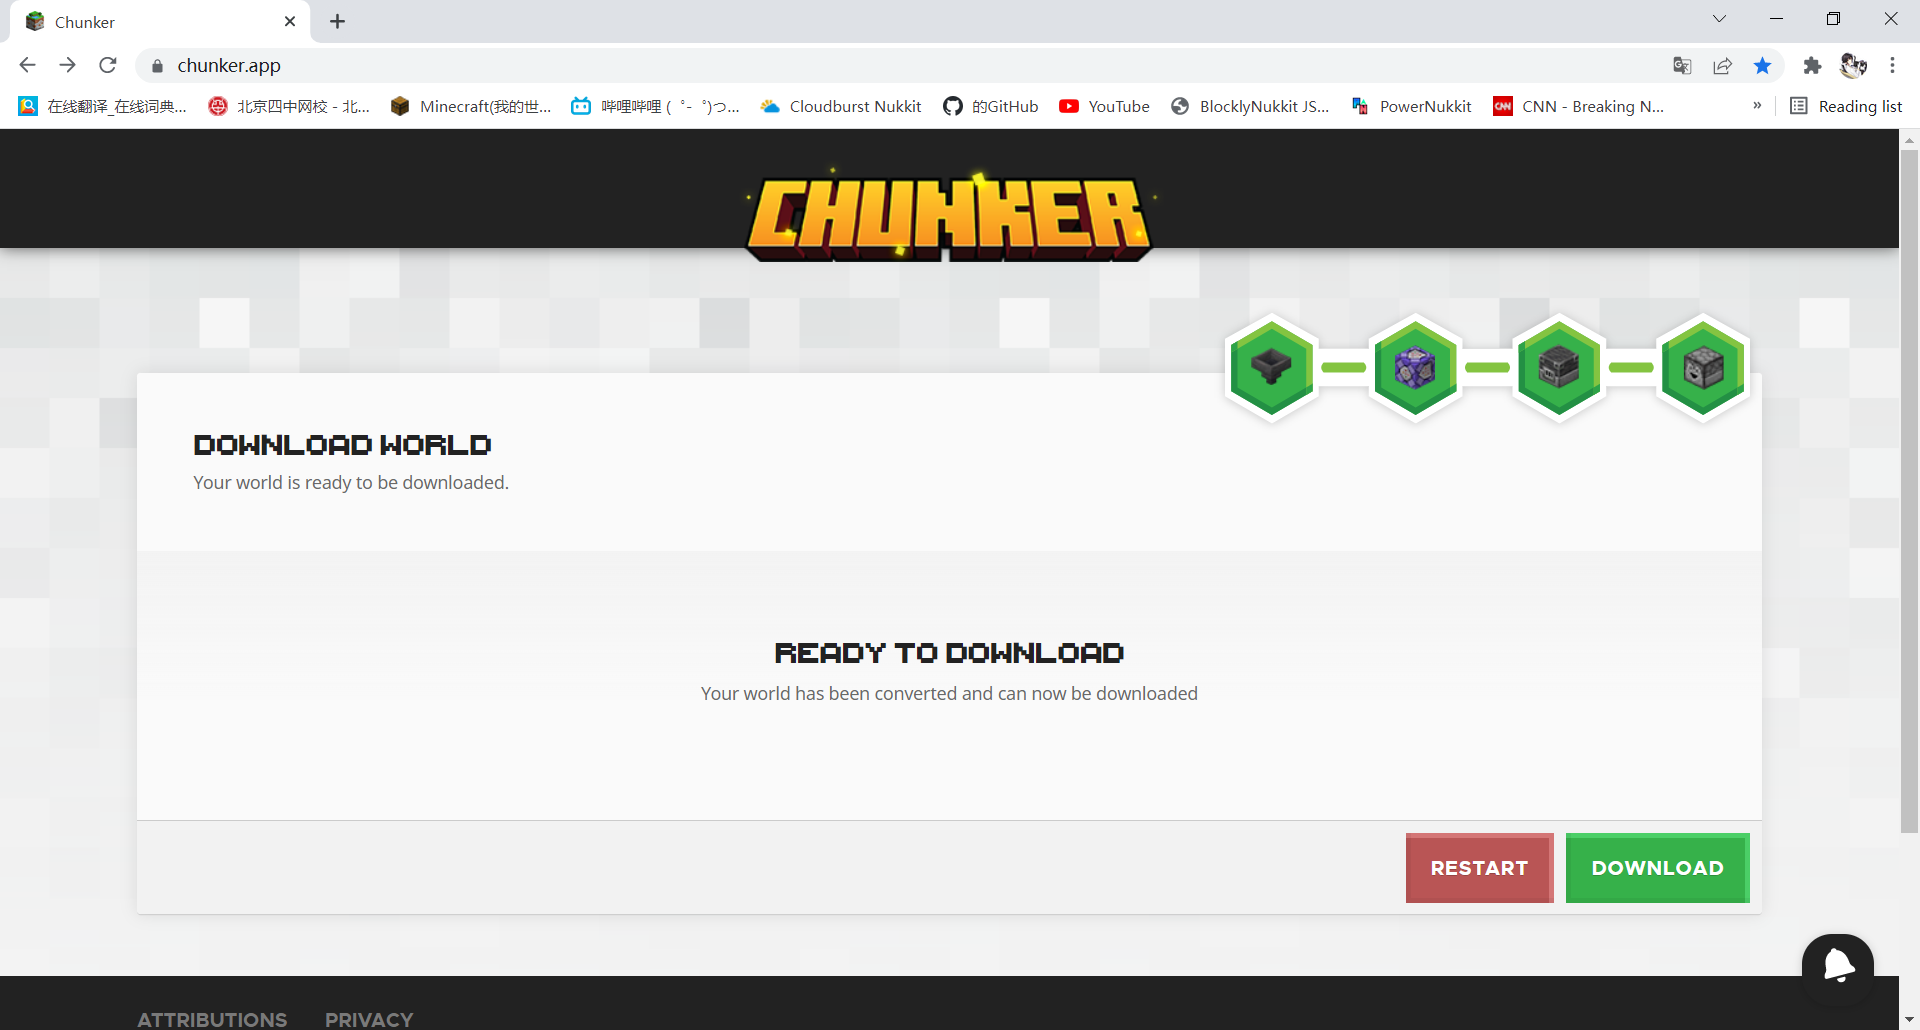 Chunker
chunker.app
在线翻译_在线词典...
北京四中网校 - 北...
Minecraft(我的世...
哔哩哔哩 ( ゜- ゜)つ...
Cloudburst Nukkit
的GitHub
YouTube
BlocklyNukkit JS...
PowerNukkit
CNN - Breaking N...
»
Reading list
CHUNKER
DOWNLOAD WORLD
Your world is ready to be downloaded.
READY TO DOWNLOAD
Your world has been converted and can now be downloaded
RESTART
DOWNLOAD
ATTRIBUTIONS
PRIVACY